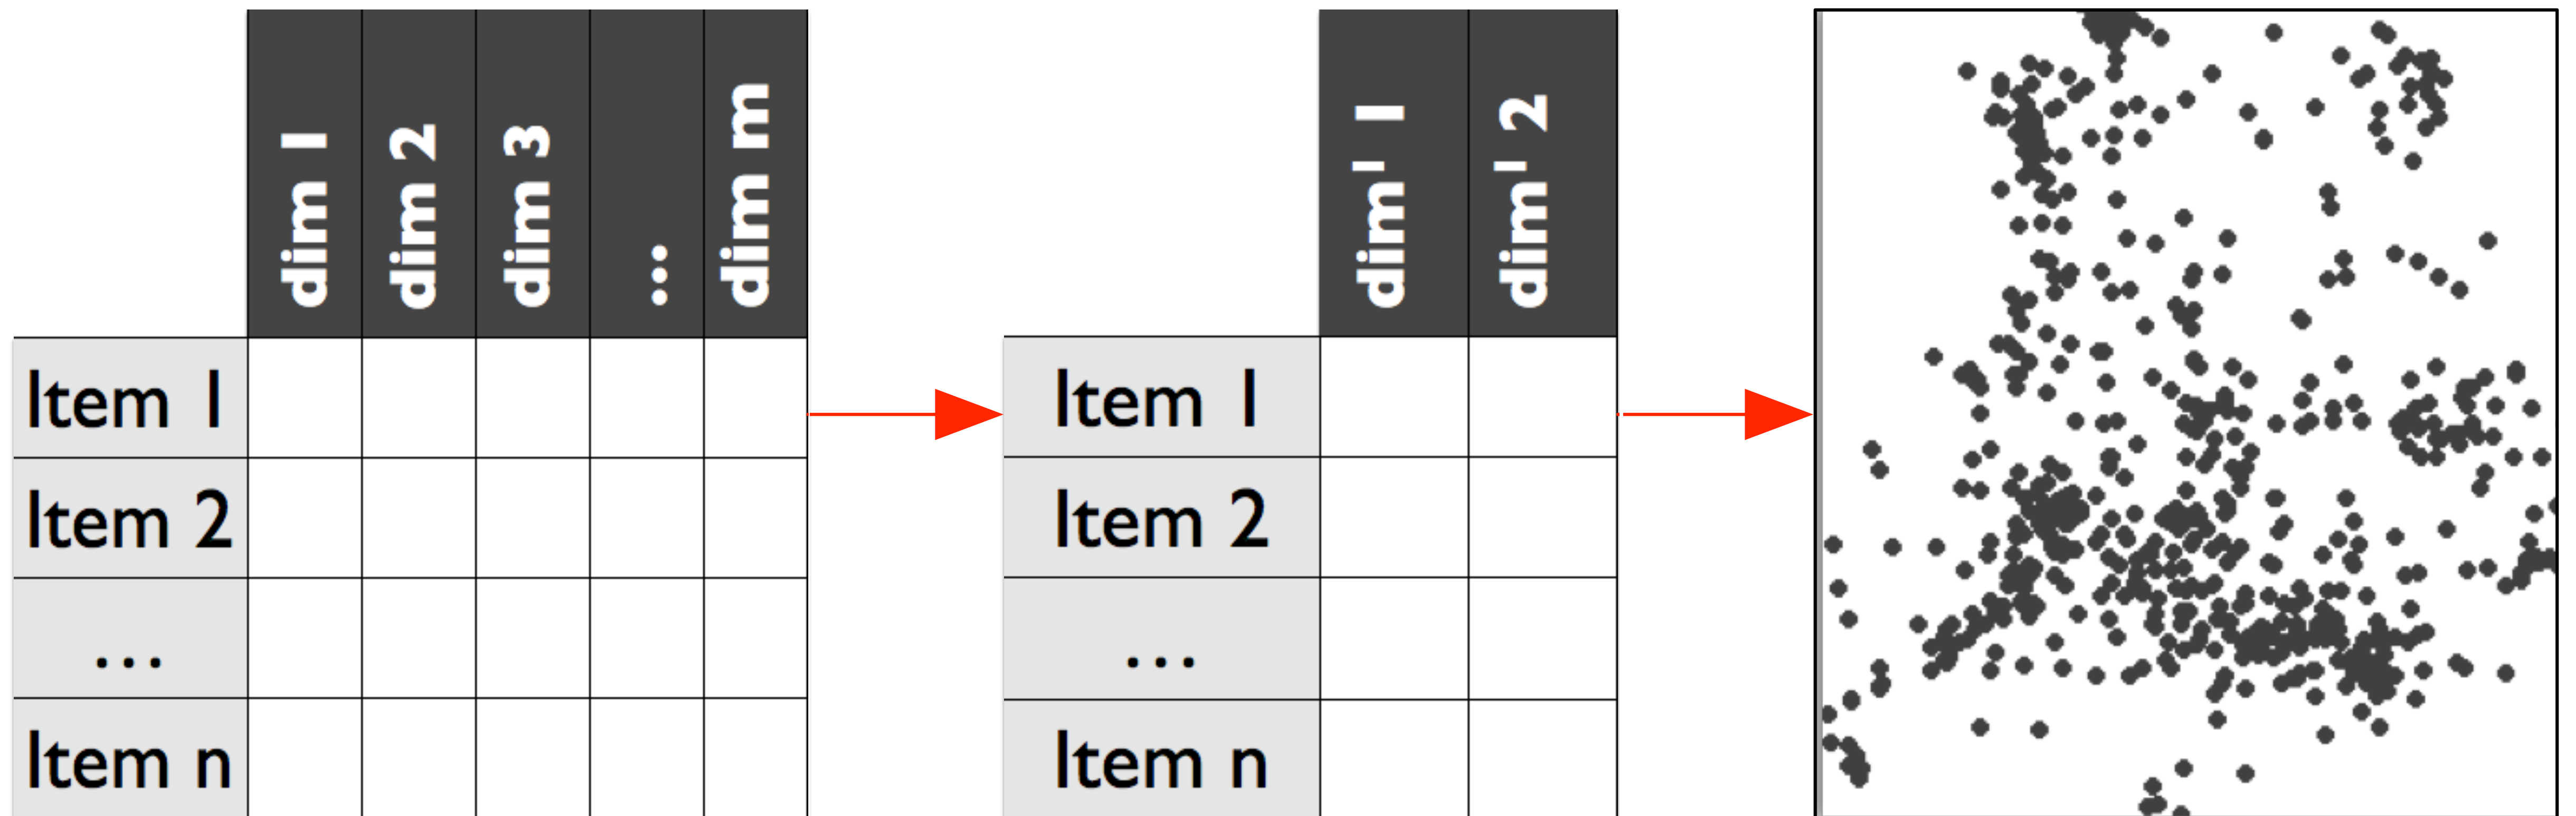 dim 1
dim 2
dim 3
...
dim m
Item 1
Item 2
...
Item n
dim' 1
dim' 2
Item 1
Item 2
...
Item n